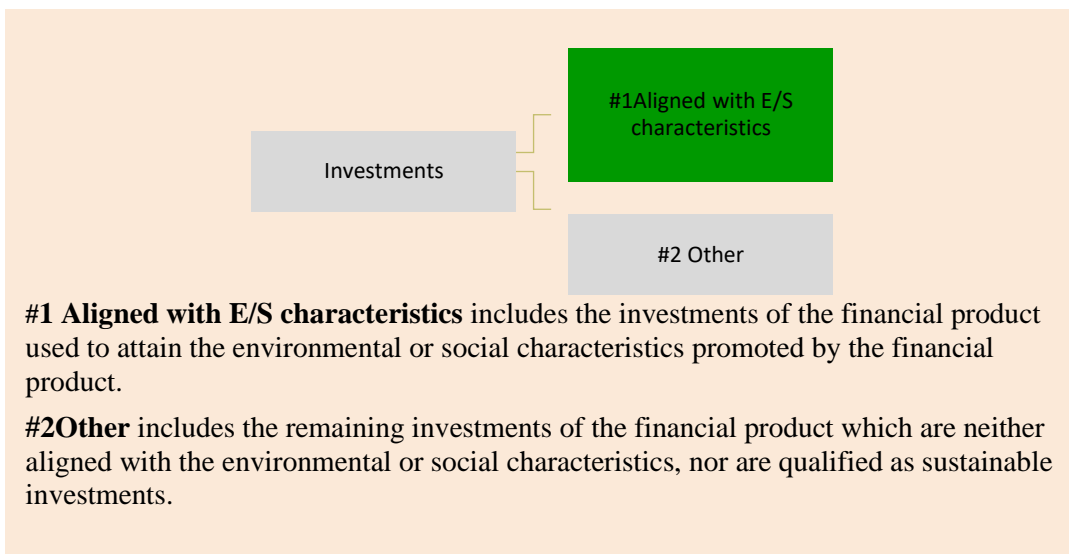 #1Aligned with E/S
characteristics
Investments
#2 Other
#1 Aligned with E/S characteristics includes the investments of the financial product
used to attain the environmental or social characteristics promoted by the financial
product.
#2Other includes the remaining investments of the financial product which are neither
aligned with the environmental or social characteristics, nor are qualified as sustainable
investments.